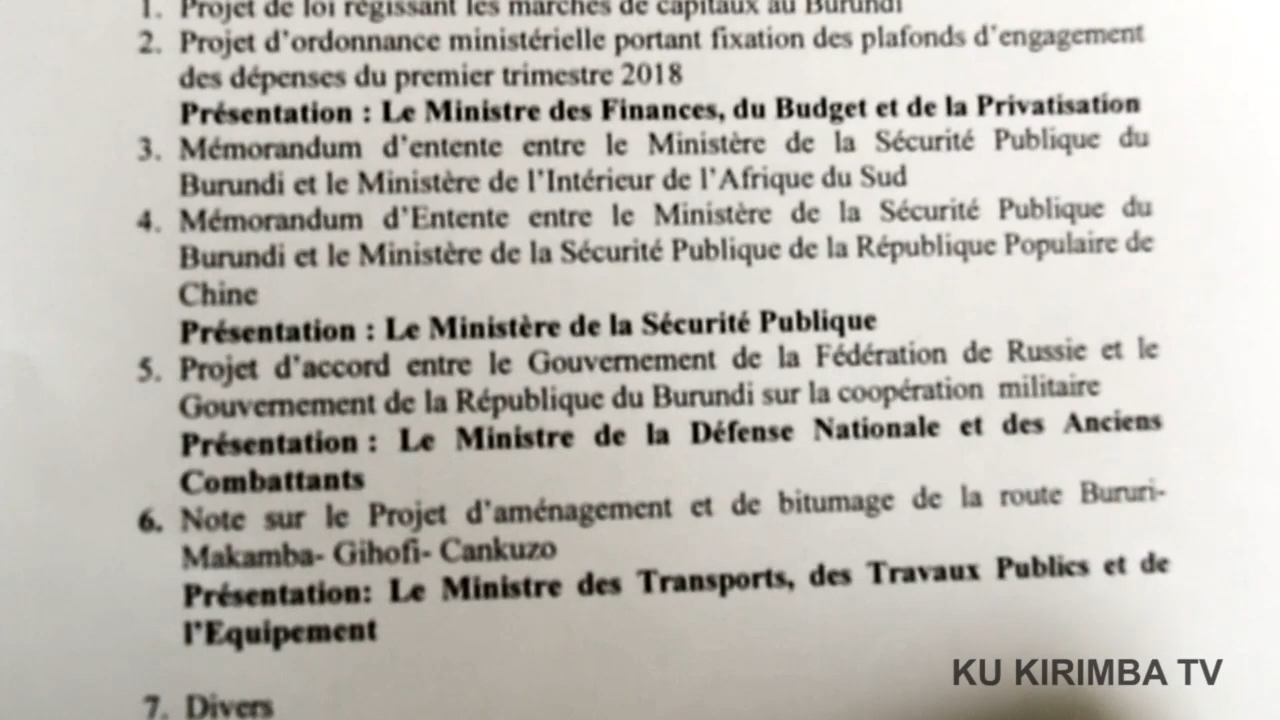 1. Projet de loi régissant les marchés de capitaux au Burundi
2. Projet d'ordonnance ministérielle portant fixation des plafonds d'engagement
des dépenses du premier trimestre 2018
Présentation : Le Ministre des Finances, du Budget et de la Privatisation
3. Mémorandum d'entente entre le Ministère de la Sécurité Publique du
Burundi et le Ministère de l'Intérieur de l'Afrique du Sud
4. Mémorandum d'Entente entre le Ministère de la Sécurité Publique du
Burundi et le Ministère de la Sécurité Publique de la République Populaire de
Chine
Présentation : Le Ministère de la Sécurité Publique
5. Projet d'accord entre le Gouvernement de la Fédération de Russie et le
Gouvernement de la République du Burundi sur la coopération militaire
Présentation : Le Ministre de la Défense Nationale et des Anciens
Combattants
6. Note sur le Projet d'aménagement et de bitumage de la route Bururi-
Makamba- Gihofi- Cankuzo
Présentation: Le Ministre des Transports, des Travaux Publics et de
l'Equipement
7. Divers
KU KIRIMBA TV